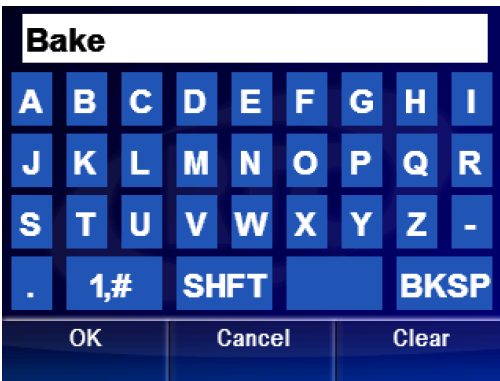 Bake
A B C D E F G H I
J K L M N O P Q R
S T U V W X Y Z -
. 1,# SHFT BKSP
OK Cancel Clear